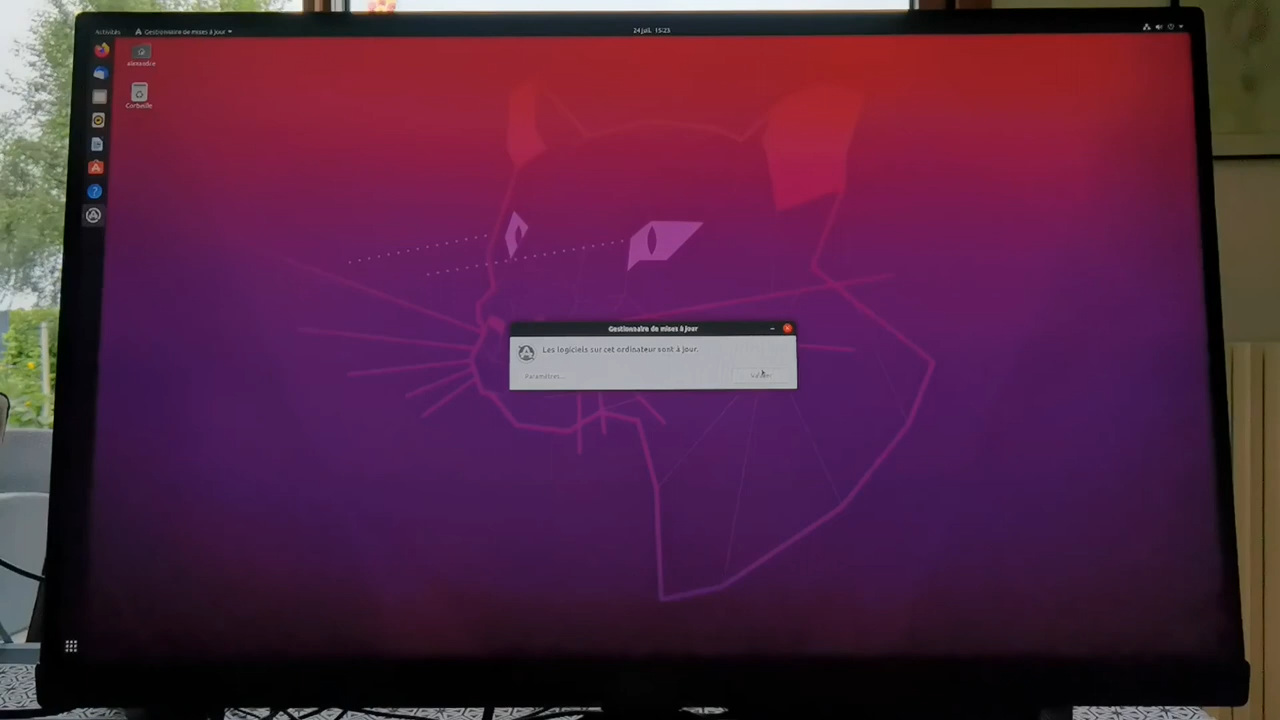 Activités
Gestionnaire de mises à jour
24 juil. 15:23
alexandre
Corbeille
Gestionnaire de mises à jour
Les logiciels sur cet ordinateur sont à jour.
Paramètres...